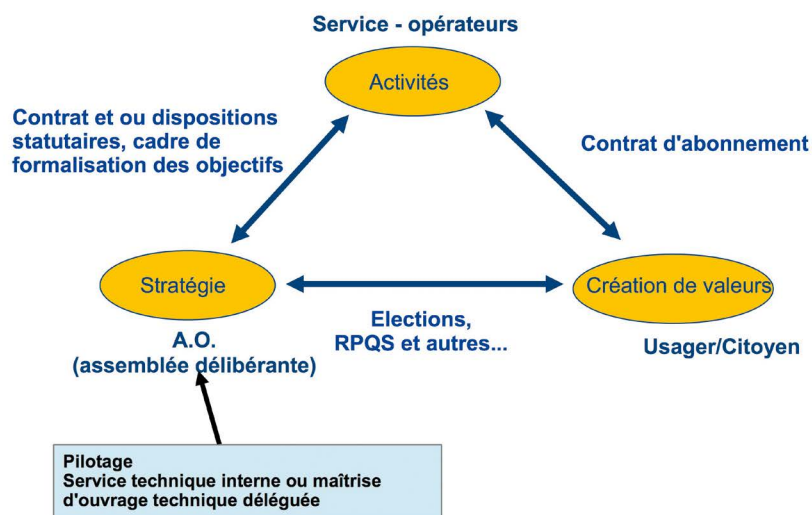 Service - opérateurs
Activités
Contrat et ou dispositions
statutaires, cadre de
formalisation des objectifs
Contrat d'abonnement
Stratégie
Création de valeurs
Elections,
RPQS et autres...
A.O.
(assemblée délibérante)
Usager/Citoyen
Pilotage
Service technique interne ou maîtrise
d'ouvrage technique déléguée